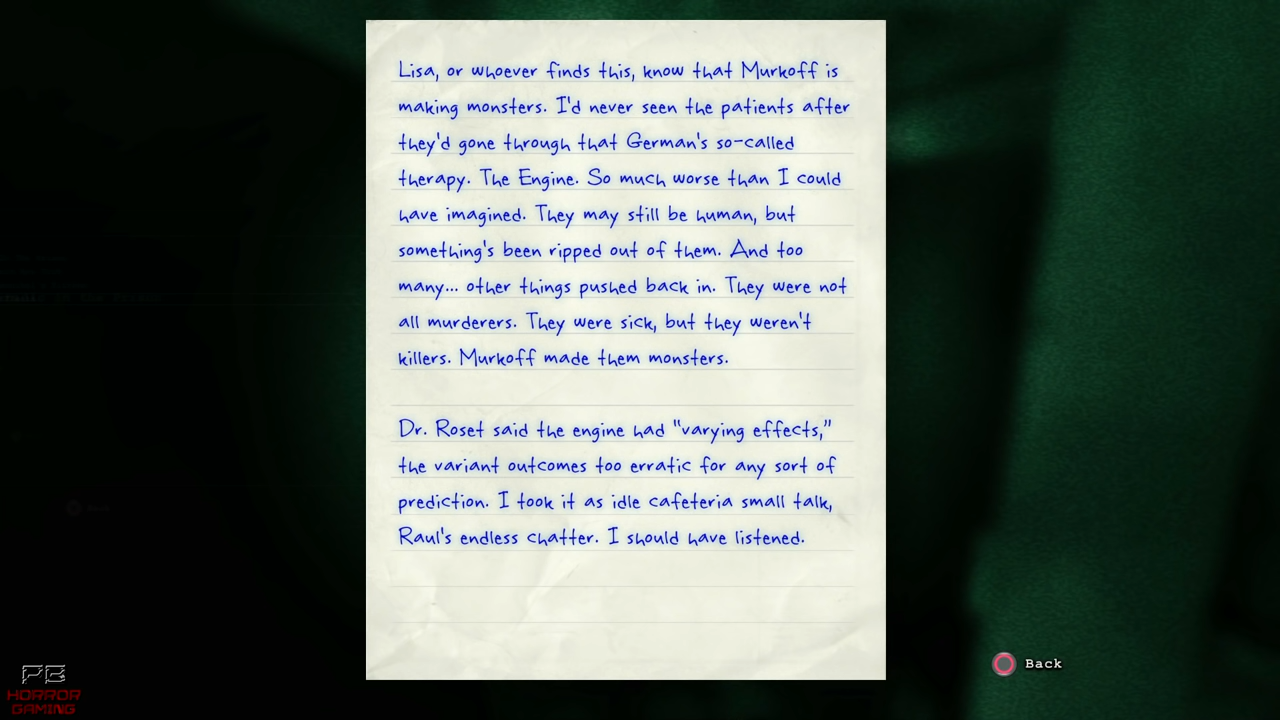 Lisa, or whoever finds this, know that Murkoff is
making monsters. I'd never seen the patients after
they'd gone through that German's so-called
therapy. The Engine. So much worse than I could
have imagined. They may still be human, but
something's been ripped out of them. And too
many... other things pushed back in. They were not
all murderers. They were sick, but they weren't
killers. Murkoff made them monsters.
Dr. Roset said the engine had "varying effects,"
the variant outcomes too erratic for any sort of
prediction. I took it as idle cafeteria small talk,
Raul's endless chatter. I should have listened.
Back
HORROR
GAMING